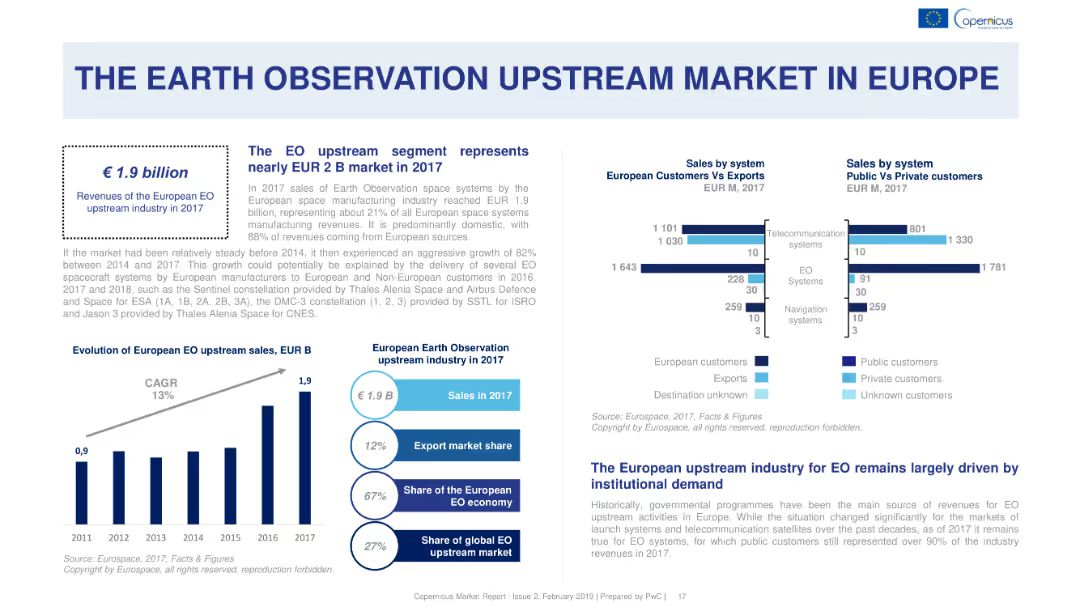 opernicus
THE EARTH OBSERVATION UPSTREAM MARKET IN EUROPE
€ 1.9 billion
Revenues of the European EO
upstream industry in 2017
The EO upstream segment represents
nearly EUR 2 B market in 2017
In 2017 sales of Earth Observation space systems by the
European space manufacturing industry reached EUR 1.9
billion, representing about 21% of all European space systems
manufacturing revenues. It is predominantly domestic, with
88% of revenues coming from European sources.
If the market had been relatively steady before 2014, it then experienced an aggressive growth of 82%
between 2014 and 2017. This growth could potentially be explained by the delivery of several EO
spacecraft systems by European manufacturers to European and Non-European customers in 2016,
2017 and 2018, such as the Sentinel constellation provided by Thales Alenia Space and Airbus Defence
and Space for ESA (1A, 1B, 2A, 2B, 3A), the DMC-3 constellation (1, 2, 3) provided by SSTL for ISRO
and Jason 3 provided by Thales Alenia Space for CNES.
Evolution of European EO upstream sales, EUR B
CAGR
13%
0,9
1,9
2011 2012 2013 2014 2015 2016 2017
Source: Eurospace, 2017, Facts & Figures
Copyright by Eurospace, all rights reserved, reproduction forbidden.
European Earth Observation
upstream industry in 2017
€ 1.9 B Sales in 2017
12% Export market share
67% Share of the European
EO economy
27% Share of global EO
upstream market
Sales by system
European Customers Vs Exports
EUR M, 2017
Sales by system
Public Vs Private customers
EUR M, 2017
1 101
1 030
10
Telecommunication
systems
801
1 330
10
1 643
228
30
EO
Systems
1 781
91
30
259
10
3
Navigation
systems
259
10
3
European customers
Exports
Destination unknown
Public customers
Private customers
Unknown customers
Source: Eurospace, 2017, Facts & Figures
Copyright by Eurospace, all rights reserved, reproduction forbidden.
The European upstream industry for EO remains largely driven by
institutional demand
Historically, governmental programmes have been the main source of revenues for EO
upstream activities in Europe. While the situation changed significantly for the markets of
launch systems and telecommunication satellites over the past decades, as of 2017 it remains
true for EO systems, for which public customers still represented over 90% of the industry
revenues in 2017.
Copernicus Market Report | Issue 2, February 2019 | Prepared by PwC | 17